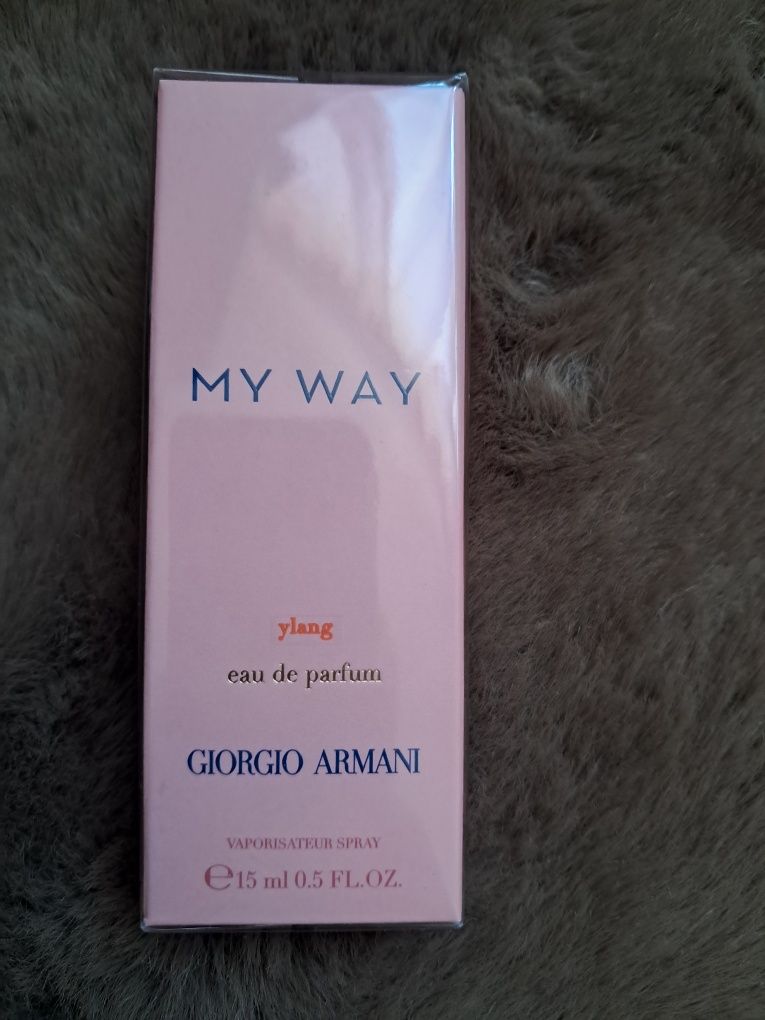 MY WAY
ylang
eau de parfum
GIORGIO ARMANI
VAPORISATEUR SPRAY
℮15 ml 0.5 FL.OZ.